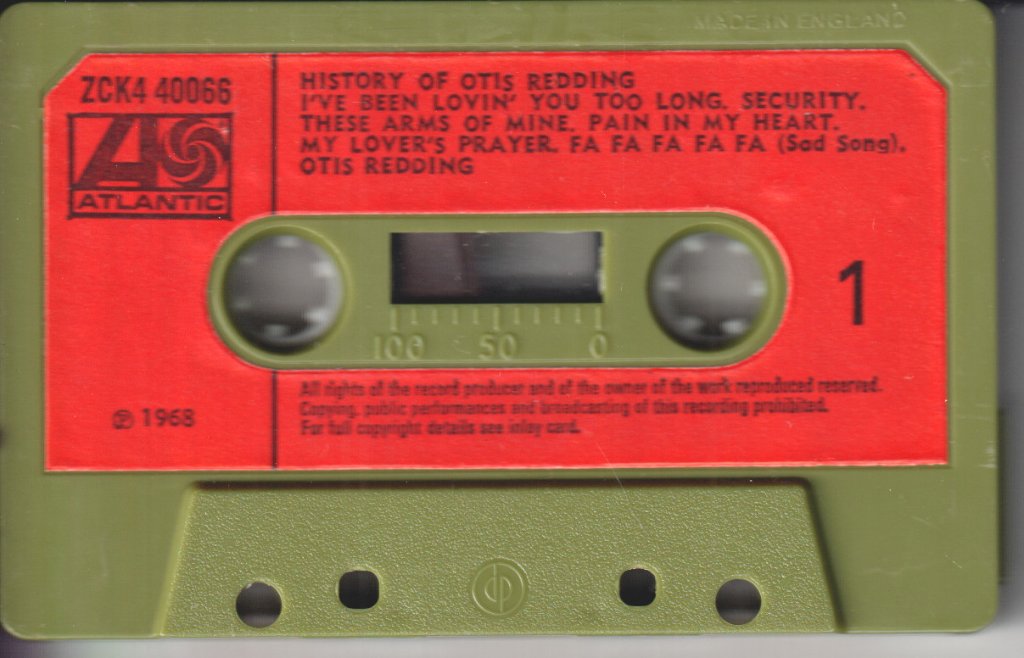 MADE IN ENGLAND
ZCK4 40066
ATLANTIC
HISTORY OF OTIS REDDING
I'VE BEEN LOVIN' YOU TOO LONG. SECURITY.
THESE ARMS OF MINE. PAIN IN MY HEART.
MY LOVER'S PRAYER. FA FA FA FA FA (Sad Song).
OTIS REDDING
1
100 50 0
All rights of the record producer and of the owner of the work reproduced reserved.
Copying, public performances and broadcasting of this recording prohibited.
For full copyright details see inlay card.
℗ 1968